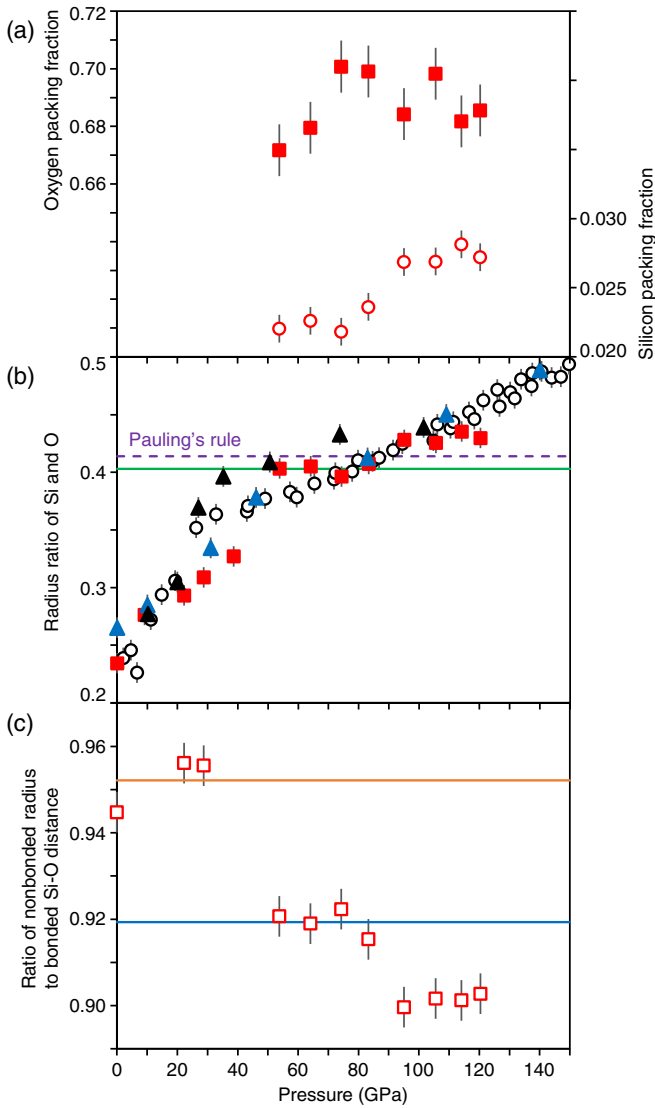 (a)
0.72
0.70
0.68
0.66
Oxygen packing fraction
0.030
0.025
0.020
Silicon packing fraction
(b)
0.5
0.4
0.3
0.2
Pauling's rule
Radius ratio of Si and O
(c)
0.96
0.94
0.92
0.90
Ratio of nonbonded radius
to bonded Si-O distance
0 20 40 60 80 100 120 140
Pressure (GPa)